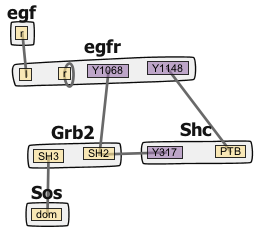 egf
r
egfr
l r Y1068 Y1148
Grb2 Shc
SH3 SH2 Y317 PTB
Sos
dom